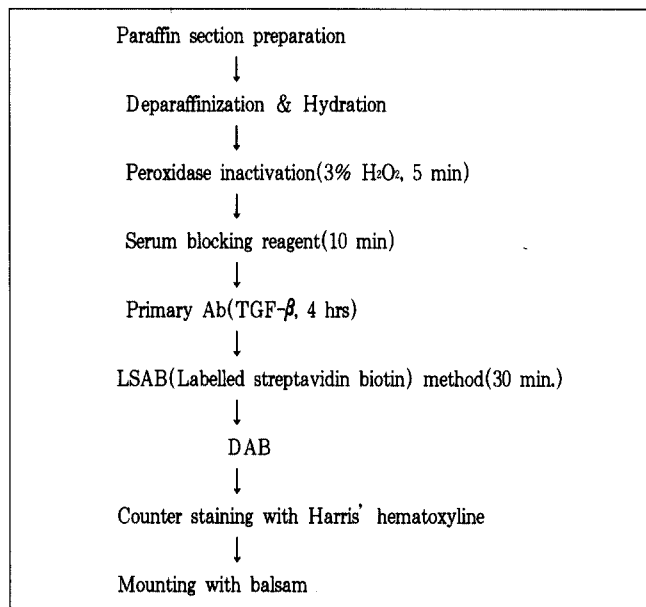 Paraffin section preparation
↓
Deparaffinization & Hydration
↓
Peroxidase inactivation(3% H₂O₂, 5 min)
↓
Serum blocking reagent(10 min)
↓
Primary Ab(TGF-β, 4 hrs)
↓
LSAB(Labelled streptavidin biotin) method(30 min.)
↓
DAB
↓
Counter staining with Harris' hematoxyline
↓
Mounting with balsam